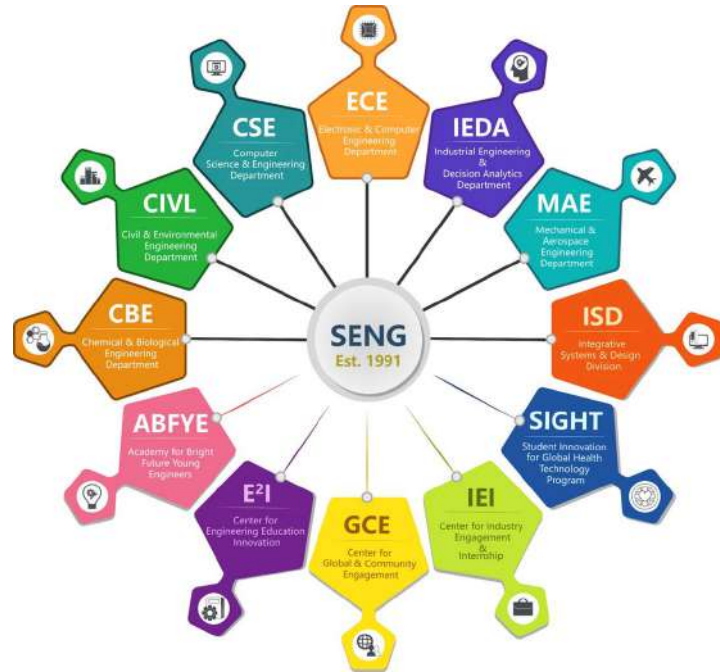 ECE
Electronic & Computer
Engineering
Department
IEDA
Industrial Engineering
&
Decision Analytics
Department
MAE
Mechanical &
Aerospace
Engineering
Department
ISD
Integrative
Systems & Design
Division
SIGHT
Student Innovation
for Global Health
Technology
Program
IEI
Center for Industry
Engagement
&
Internship
GCE
Center for
Global & Community
Engagement
E²I
Center for
Engineering Education
Innovation
ABFYE
Academy for Bright
Future Young
Engineers
CBE
Chemical & Biological
Engineering
Department
CIVL
Civil & Environmental
Engineering
Department
CSE
Computer
Science & Engineering
Department
SENG
Est. 1991